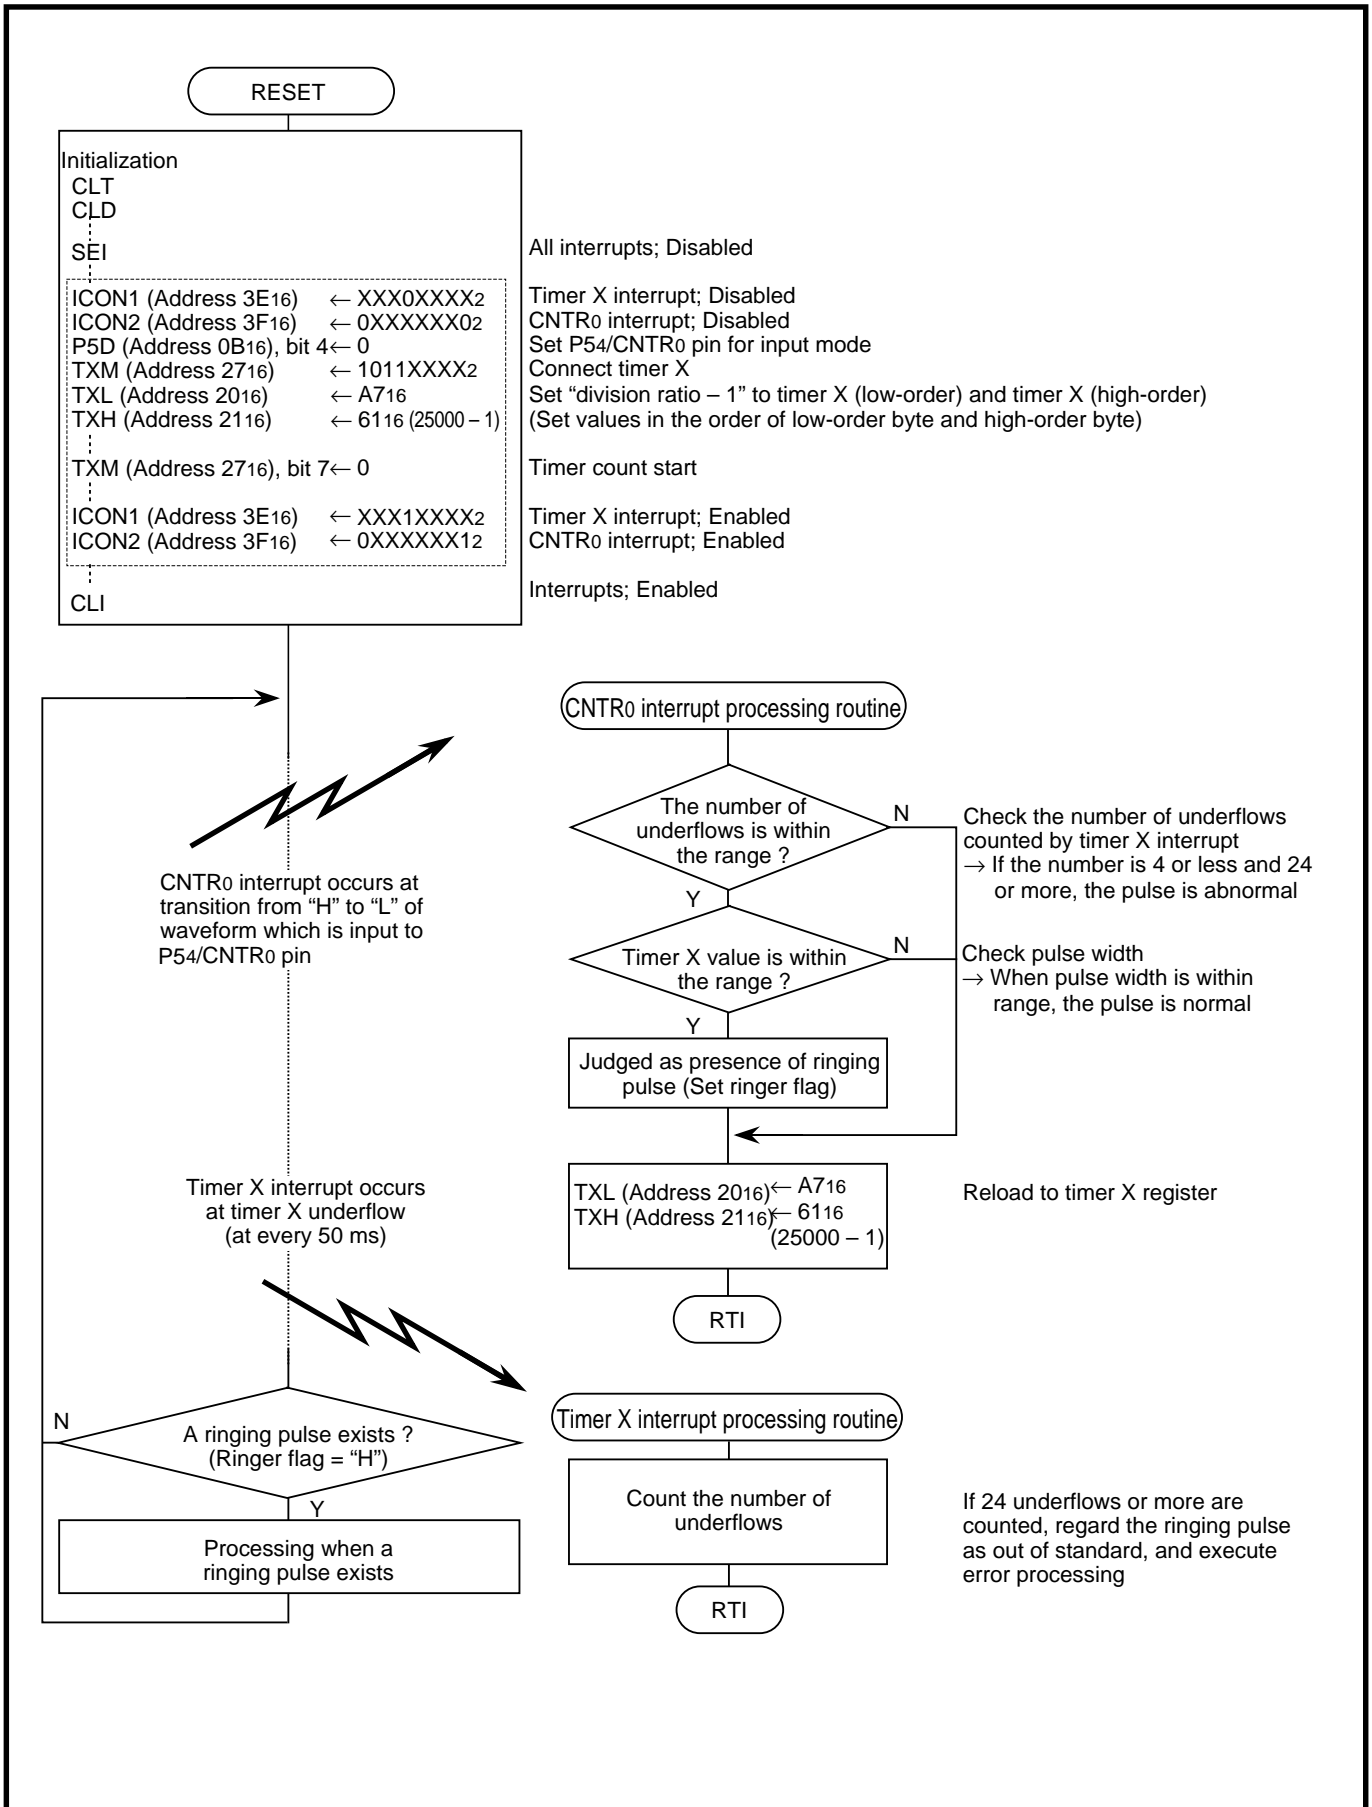 RESET
Initialization
CLT
CLD
SEI
All interrupts; Disabled
ICON1 (Address 3E16) ← XXX0XXXX2 Timer X interrupt; Disabled
ICON2 (Address 3F16) ← 0XXXXXX02 CNTR0 interrupt; Disabled
P5D (Address 0B16), bit 4← 0 Set P54/CNTR0 pin for input mode
TXM (Address 2716) ← 1011XXXX2 Connect timer X
TXL (Address 2016) ← A716 Set “division ratio – 1” to timer X (low-order) and timer X (high-order)
TXH (Address 2116) ← 6116 (25000 – 1) (Set values in the order of low-order byte and high-order byte)
TXM (Address 2716), bit 7← 0 Timer count start
ICON1 (Address 3E16) ← XXX1XXXX2 Timer X interrupt; Enabled
ICON2 (Address 3F16) ← 0XXXXXX12 CNTR0 interrupt; Enabled
Interrupts; Enabled
CLI
CNTR0 interrupt occurs at
transition from “H” to “L” of
waveform which is input to
P54/CNTR0 pin
Timer X interrupt occurs
at timer X underflow
(at every 50 ms)
A ringing pulse exists ?
(Ringer flag = “H”)
N
Y
Processing when a
ringing pulse exists
CNTR0 interrupt processing routine
The number of
underflows is within
the range ?
N
Y
Check the number of underflows
counted by timer X interrupt
→ If the number is 4 or less and 24
or more, the pulse is abnormal
Timer X value is within
the range ?
N
Y
Check pulse width
→ When pulse width is within
range, the pulse is normal
Judged as presence of ringing
pulse (Set ringer flag)
TXL (Address 2016)← A716
TXH (Address 2116)← 6116
(25000 – 1)
Reload to timer X register
RTI
Timer X interrupt processing routine
Count the number of
underflows
If 24 underflows or more are
counted, regard the ringing pulse
as out of standard, and execute
error processing
RTI